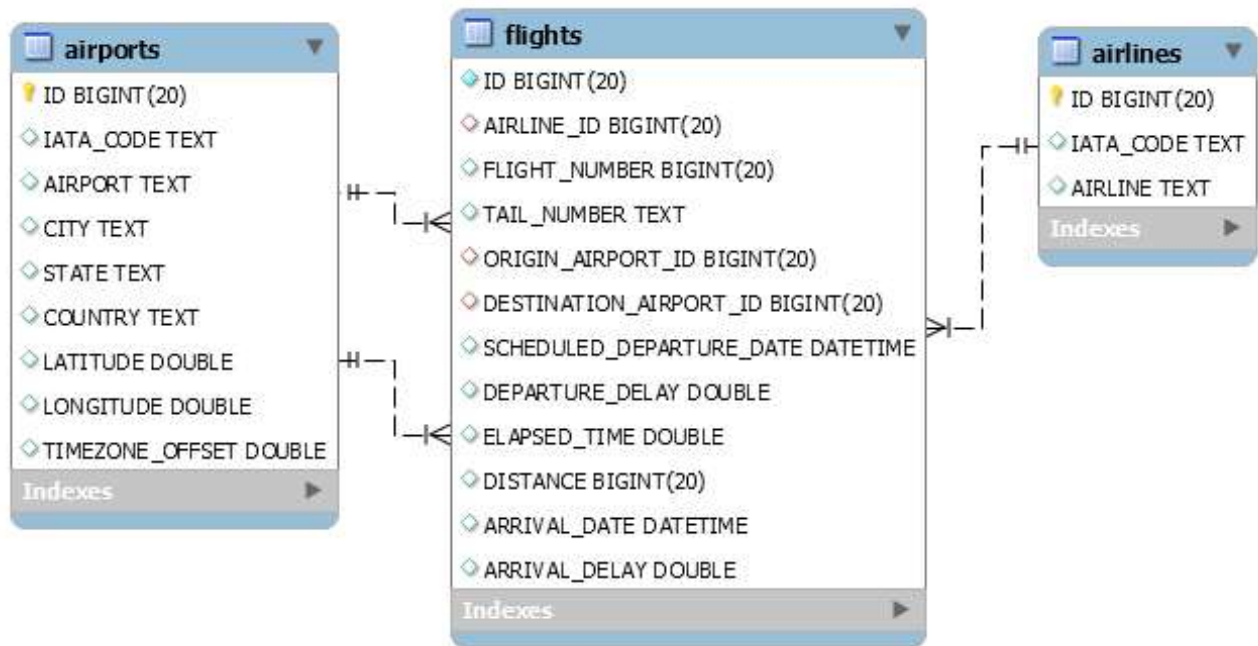 airports
ID BIGINT(20)
IATA_CODE TEXT
AIRPORT TEXT
CITY TEXT
STATE TEXT
COUNTRY TEXT
LATITUDE DOUBLE
LONGITUDE DOUBLE
TIMEZONE_OFFSET DOUBLE
Indexes
flights
ID BIGINT(20)
AIRLINE_ID BIGINT(20)
FLIGHT_NUMBER BIGINT(20)
TAIL_NUMBER TEXT
ORIGIN_AIRPORT_ID BIGINT(20)
DESTINATION_AIRPORT_ID BIGINT(20)
SCHEDULED_DEPARTURE_DATE DATETIME
DEPARTURE_DELAY DOUBLE
ELAPSED_TIME DOUBLE
DISTANCE BIGINT(20)
ARRIVAL_DATE DATETIME
ARRIVAL_DELAY DOUBLE
Indexes
airlines
ID BIGINT(20)
IATA_CODE TEXT
AIRLINE TEXT
Indexes